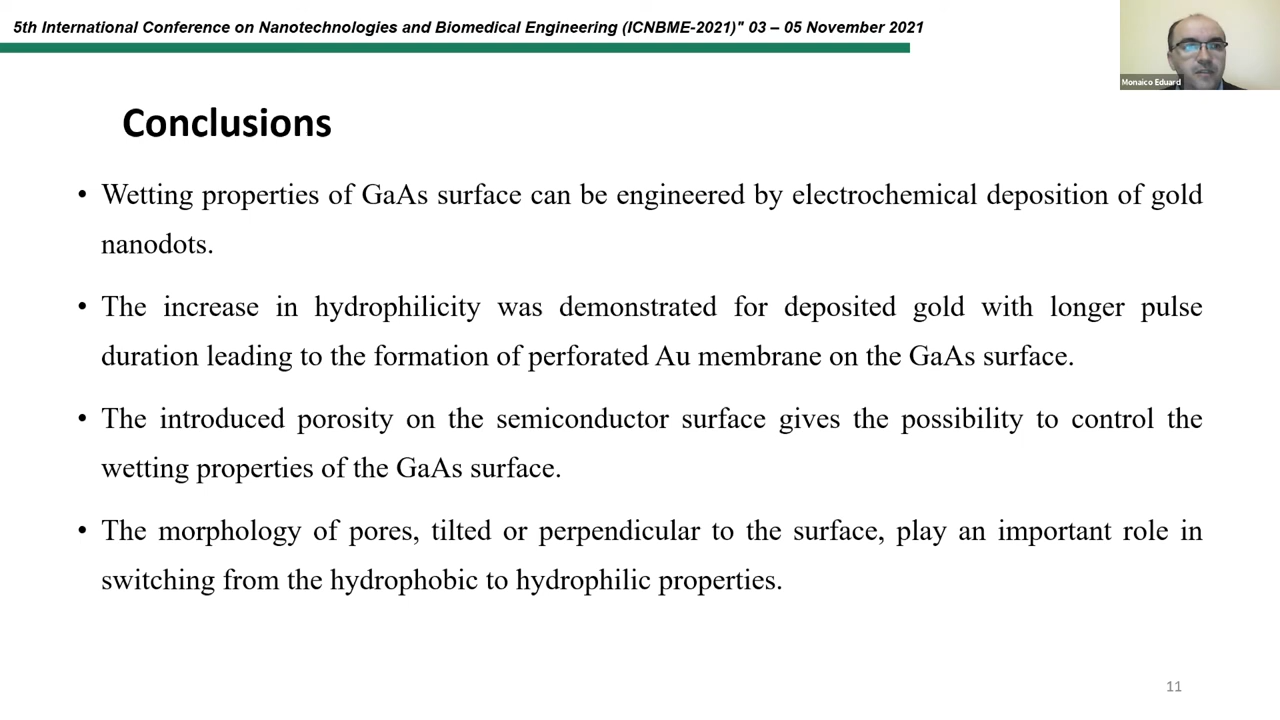 5th International Conference on Nanotechnologies and Biomedical Engineering (ICNBME-2021)" 03 – 05 November 2021
Monaico Eduard
Conclusions
• Wetting properties of GaAs surface can be engineered by electrochemical deposition of gold
nanodots.
• The increase in hydrophilicity was demonstrated for deposited gold with longer pulse
duration leading to the formation of perforated Au membrane on the GaAs surface.
• The introduced porosity on the semiconductor surface gives the possibility to control the
wetting properties of the GaAs surface.
• The morphology of pores, tilted or perpendicular to the surface, play an important role in
switching from the hydrophobic to hydrophilic properties.
11